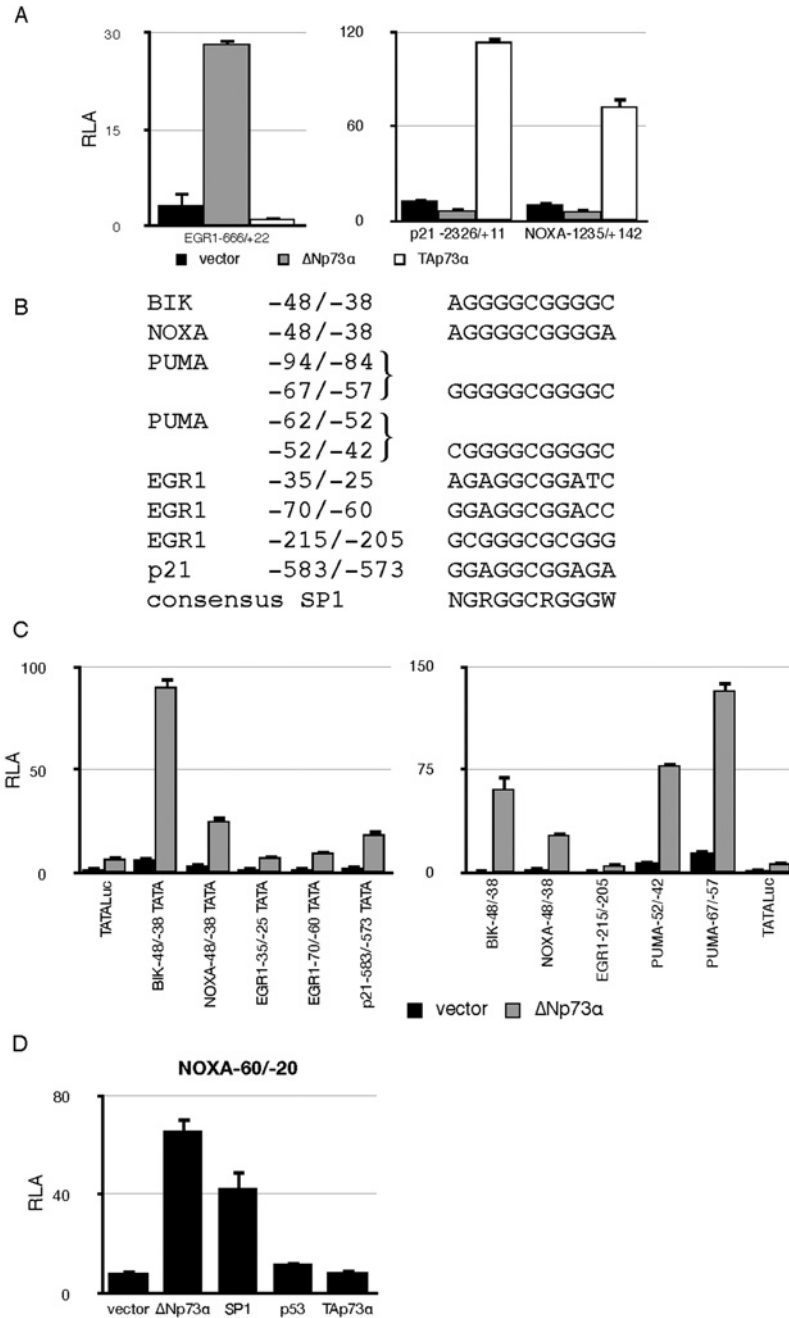 A
30
15
0
RLA
EGR1-666/+22
120
60
0
p21 -2326/+11
NOXA-1235/+142
vector
ΔNp73α
TAp73α
B
BIK -48/-38 AGGGGCGGGGC
NOXA -48/-38 AGGGGCGGGGA
PUMA -94/-84
-67/-57 GGGGGCGGGGC
PUMA -62/-52
-52/-42 CGGGGCGGGGC
EGR1 -35/-25 AGAGGCGGATC
EGR1 -70/-60 GGAGGCGGACC
EGR1 -215/-205 GCGGGCGCGGG
p21 -583/-573 GGAGGCGGAGA
consensus SP1 NGRGGCRGGGW
C
100
50
0
RLA
TATALuc
BIK-48/-38 TATA
NOXA-48/-38 TATA
EGR1-35/-25 TATA
EGR1-70/-60 TATA
p21-583/-573 TATA
150
75
0
BIK-48/-38
NOXA-48/-38
EGR1-215/-205
PUMA-52/-42
PUMA-67/-57
TATALuc
vector
ΔNp73α
D
NOXA-60/-20
80
40
0
RLA
vector
ΔNp73α
SP1
p53
TAp73α